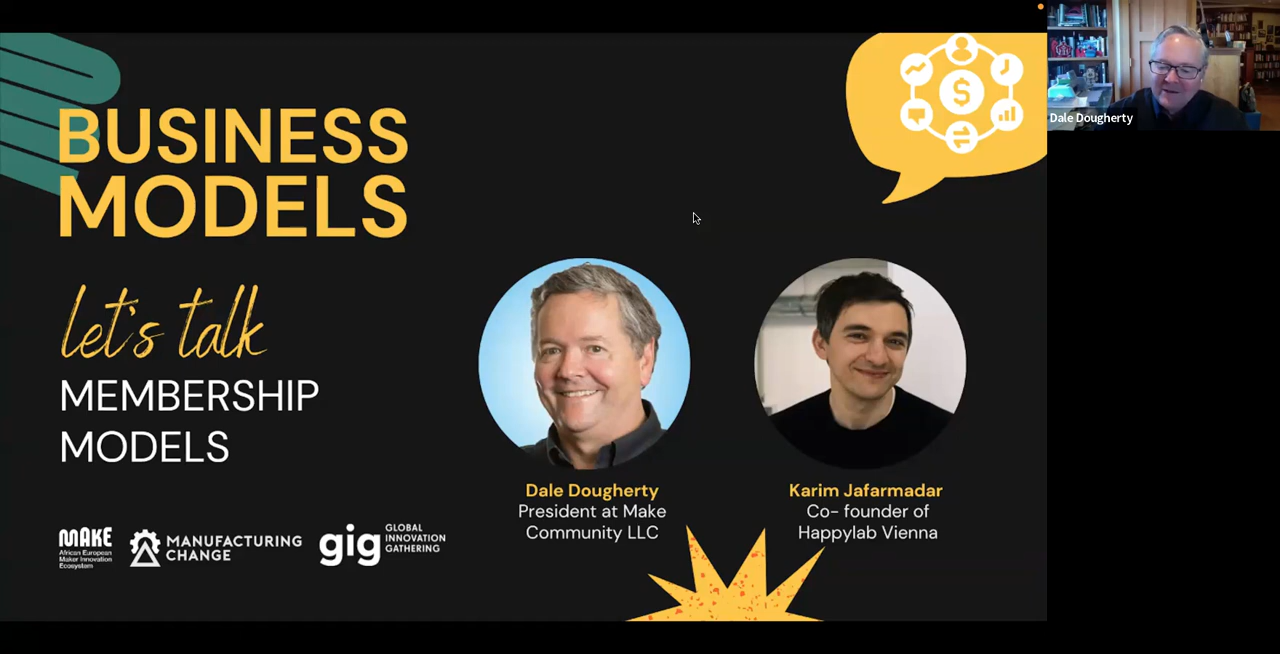 BUSINESS
MODELS
let's talk
MEMBERSHIP
MODELS
Dale Dougherty
President at Make
Community LLC
Karim Jafarmadar
Co- founder of
Happylab Vienna
MAKE
African European
Maker Innovation
Ecosystem
MANUFACTURING
CHANGE
gig
GLOBAL
INNOVATION
GATHERING
$
Dale Dougherty